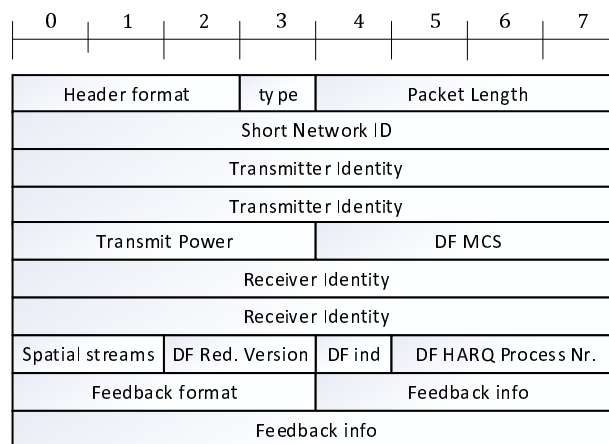 0 1 2 3 4 5 6 7
Header format type Packet Length
Short Network ID
Transmitter Identity
Transmitter Identity
Transmit Power DF MCS
Receiver Identity
Receiver Identity
Spatial streams DF Red. Version DF ind DF HARQ Process Nr.
Feedback format Feedback info
Feedback info